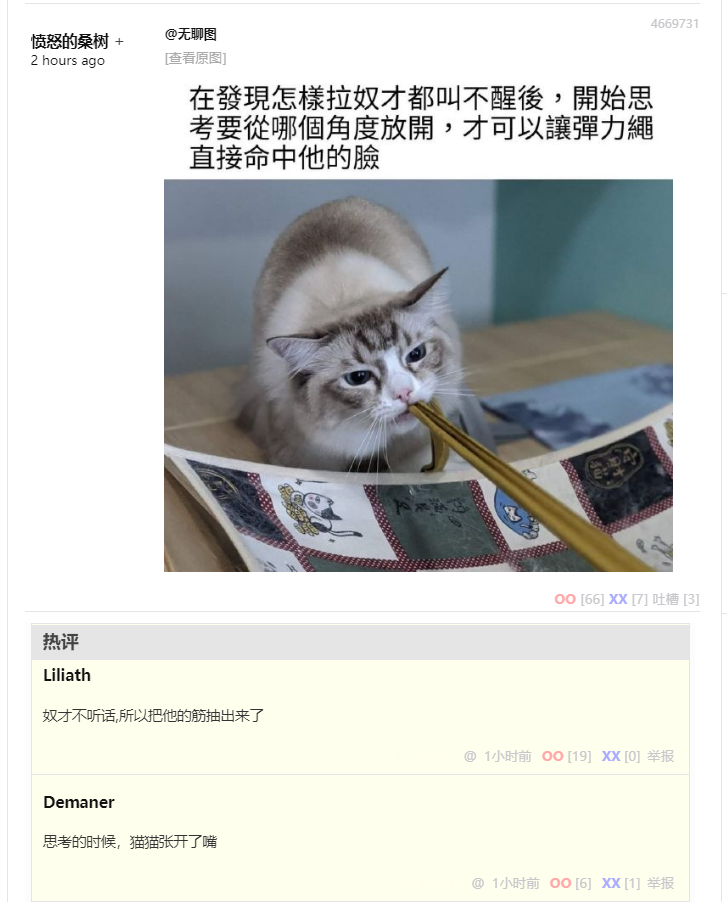 4669731
愤怒的桑树 +
@无聊图
2 hours ago
[查看原图]
在發現怎樣拉奴才都叫不醒後，開始思
考要從哪個角度放開，才可以讓彈力繩
直接命中他的臉
OO [66] XX [7] 吐槽 [3]
热评
Liliath
奴才不听话,所以把他的筋抽出来了
@ 1小时前 OO [19] XX [0] 举报
Demaner
思考的时候，猫猫张开了嘴
@ 1小时前 OO [6] XX [1] 举报